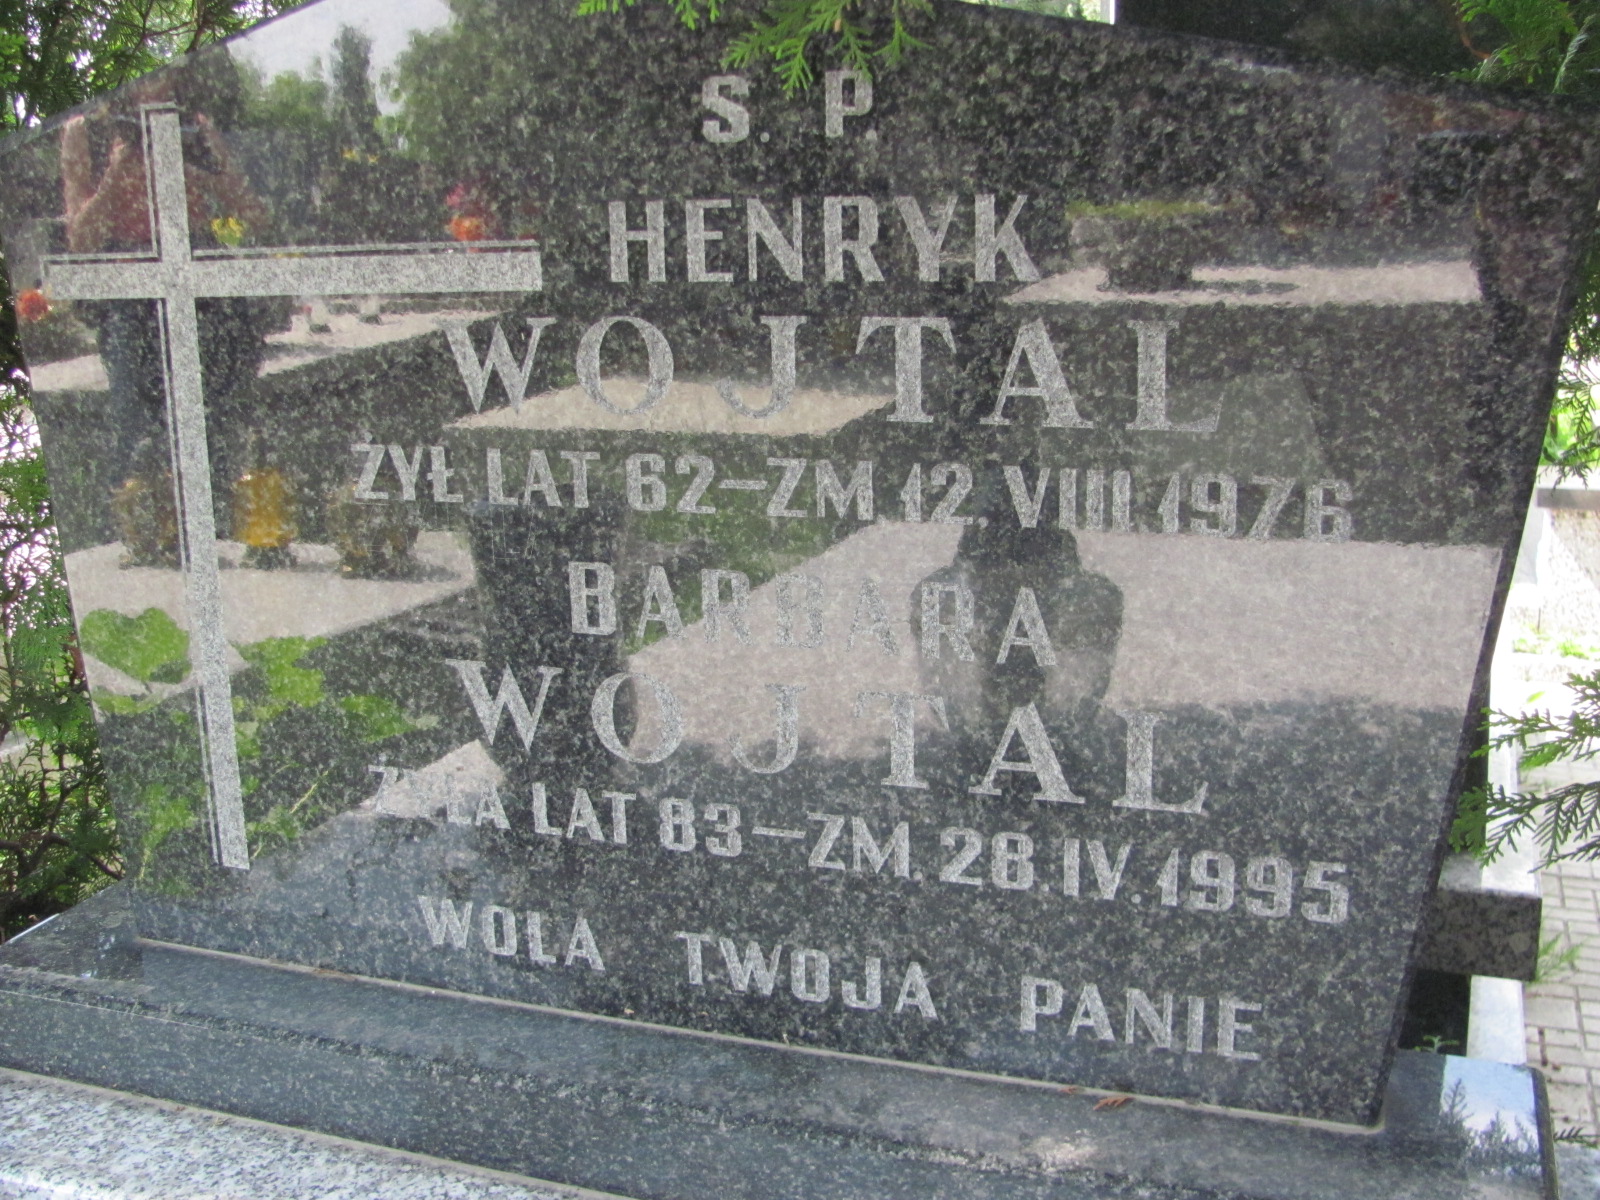 S. P.
HENRYK
WOJTAL
ŻYŁ LAT 62 – ZM 12. VIII. 1976
BARBARA
WOJTAL
ŻYŁA LAT 83 – ZM. 28. IV. 1995
WOLA TWOJA PANIE